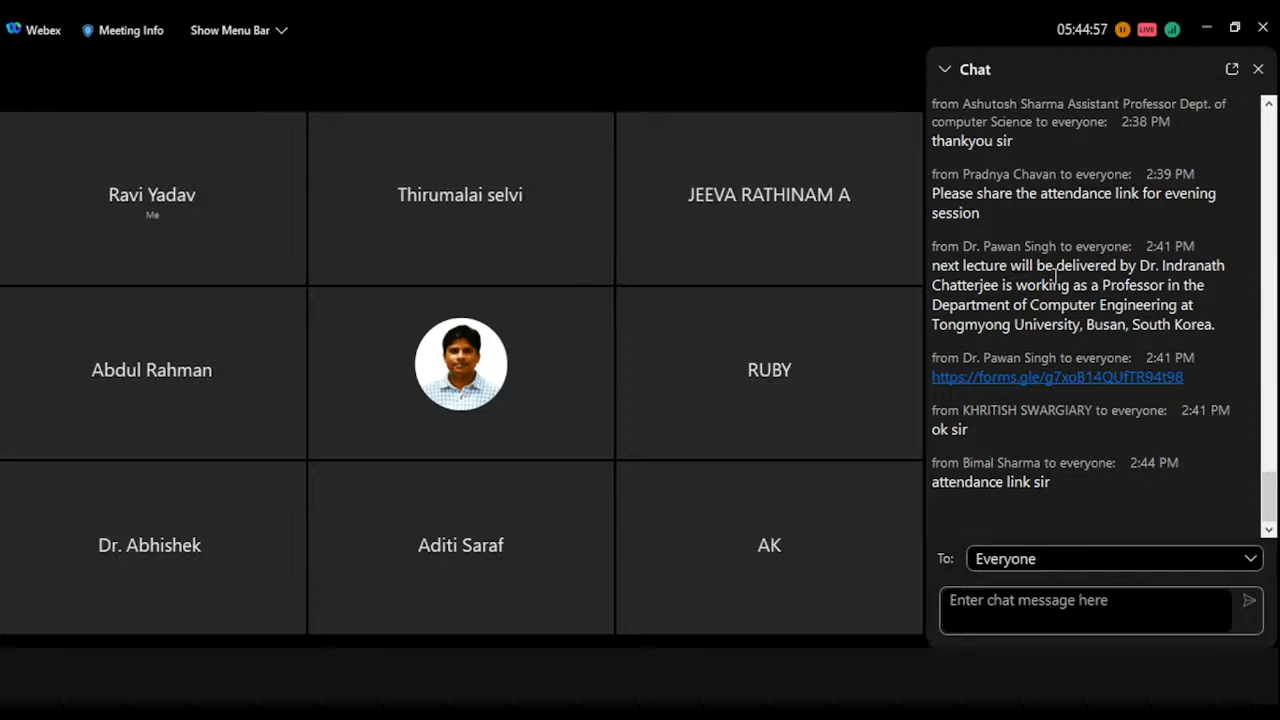 Webex
Meeting Info
Show Menu Bar
05:44:57
LIVE
Chat
Ravi Yadav
Me
Thirumalai selvi
JEEVA RATHINAM A
Abdul Rahman
RUBY
Dr. Abhishek
Aditi Saraf
AK
from Ashutosh Sharma Assistant Professor Dept. of
computer Science to everyone: 2:38 PM
thankyou sir
from Pradnya Chavan to everyone: 2:39 PM
Please share the attendance link for evening
session
from Dr. Pawan Singh to everyone: 2:41 PM
next lecture will be delivered by Dr. Indranath
Chatterjee is working as a Professor in the
Department of Computer Engineering at
Tongmyong University, Busan, South Korea.
from Dr. Pawan Singh to everyone: 2:41 PM
https://forms.gle/g7xoB14QUfTR94t98
from KHRITISH SWARGIARY to everyone: 2:41 PM
ok sir
from Bimal Sharma to everyone: 2:44 PM
attendance link sir
To: Everyone
Enter chat message here